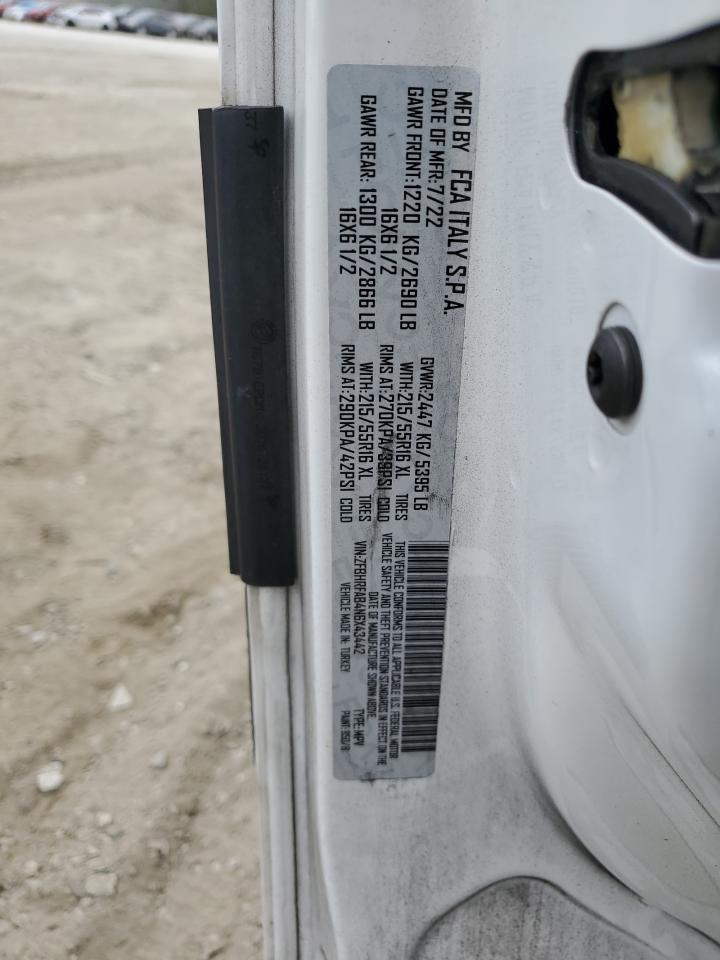 MFD BY FCA ITALY S.P.A.
DATE OF MFR:7/22 GVWR:2447 KG/5395 LB
GAWR FRONT:1220 KG/2690 LB WITH:215/55R16 XL TIRES
16X6 1/2 RIMS AT:270KPA/39PSI COLD
GAWR REAR: 1300 KG/2866 LB WITH:215/55R16 XL TIRES
16X6 1/2 RIMS AT:290KPA/42PSI COLD
THIS VEHICLE CONFORMS TO ALL APPLICABLE U.S. FEDERAL MOTOR
VEHICLE SAFETY AND THEFT PREVENTION STANDARDS IN EFFECT ON THE
DATE OF MANUFACTURE SHOWN ABOVE.
VIN:ZFBHRFAB4N6X43442 TYPE:MPV
VEHICLE MADE IN: TURKEY PAINT: